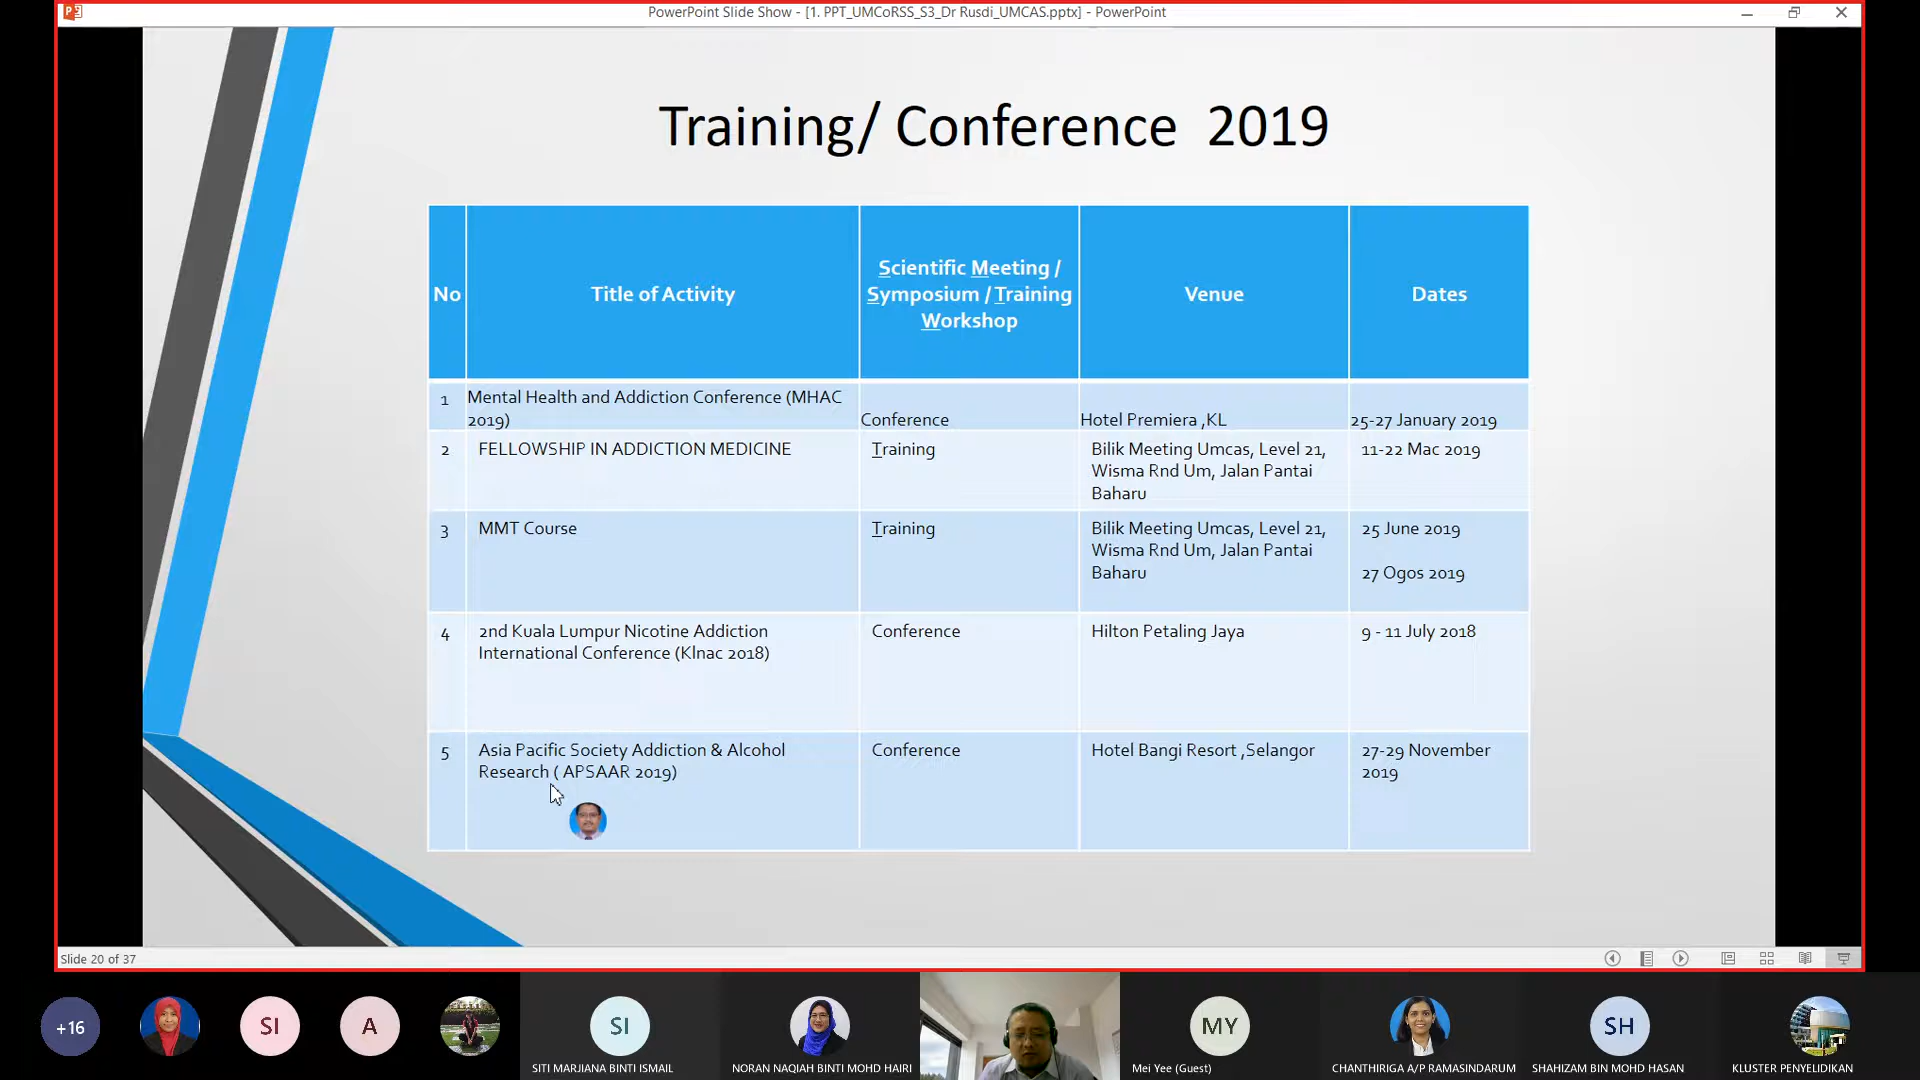 PowerPoint Slide Show - [1. PPT_UMCoRSS_S3_Dr Rusdi_UMCAS.pptx] - PowerPoint
Training/ Conference 2019
No
Title of Activity
Scientific Meeting /
Symposium / Training
Workshop
Venue
Dates
1
Mental Health and Addiction Conference (MHAC
2019)
Conference
Hotel Premiera ,KL
25-27 January 2019
2
FELLOWSHIP IN ADDICTION MEDICINE
Training
Bilik Meeting Umcas, Level 21,
Wisma Rnd Um, Jalan Pantai
Baharu
11-22 Mac 2019
3
MMT Course
Training
Bilik Meeting Umcas, Level 21,
Wisma Rnd Um, Jalan Pantai
Baharu
25 June 2019
27 Ogos 2019
4
2nd Kuala Lumpur Nicotine Addiction
International Conference (Klnac 2018)
Conference
Hilton Petaling Jaya
9 - 11 July 2018
5
Asia Pacific Society Addiction & Alcohol
Research ( APSAAR 2019)
Conference
Hotel Bangi Resort ,Selangor
27-29 November
2019
Slide 20 of 37
+16
SI
A
SI
MY
SH
SITI MARJIANA BINTI ISMAIL
NORAN NAQIAH BINTI MOHD HAIRI
Mei Yee (Guest)
CHANTHIRIGA A/P RAMASINDARUM
SHAHIZAM BIN MOHD HASAN
KLUSTER PENYELIDIKAN